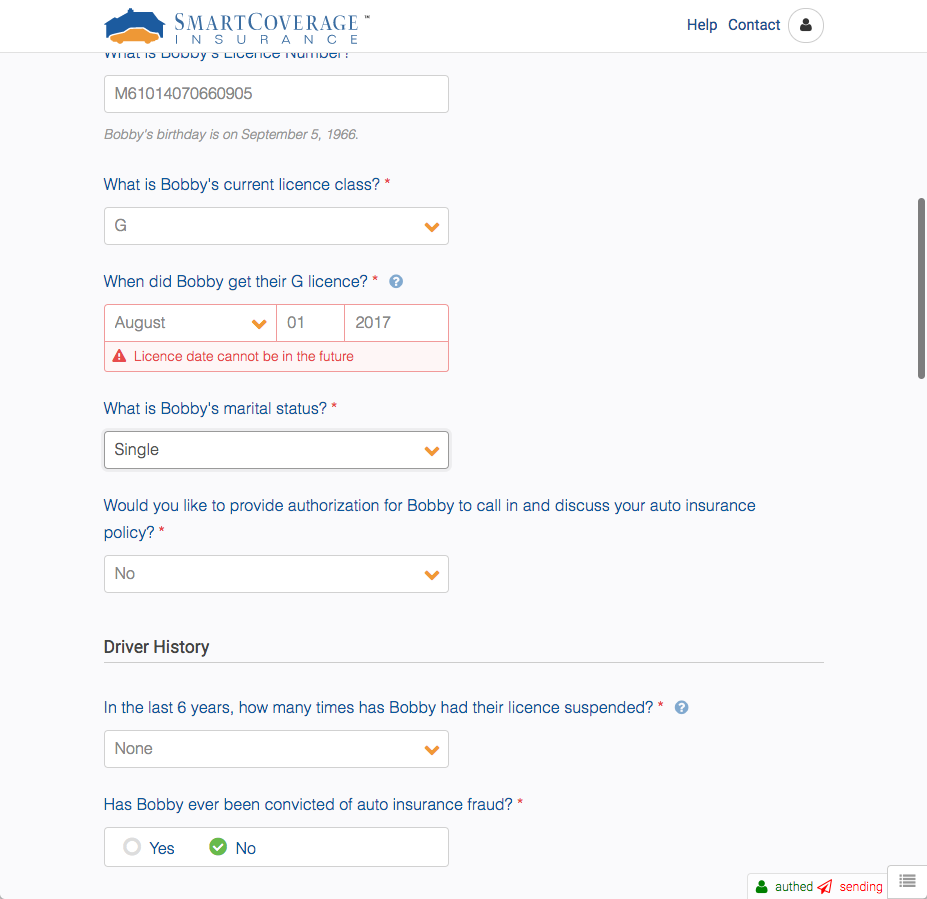 SMARTCOVERAGE ™
INSURANCE
Help Contact
What is Bobby's Licence Number?
M61014070660905
Bobby's birthday is on September 5, 1966.
What is Bobby's current licence class? *
G
When did Bobby get their G licence? * ?
August 01 2017
Licence date cannot be in the future
What is Bobby's marital status? *
Single
Would you like to provide authorization for Bobby to call in and discuss your auto insurance
policy? *
No
Driver History
In the last 6 years, how many times has Bobby had their licence suspended? * ?
None
Has Bobby ever been convicted of auto insurance fraud? *
Yes No
authed sending